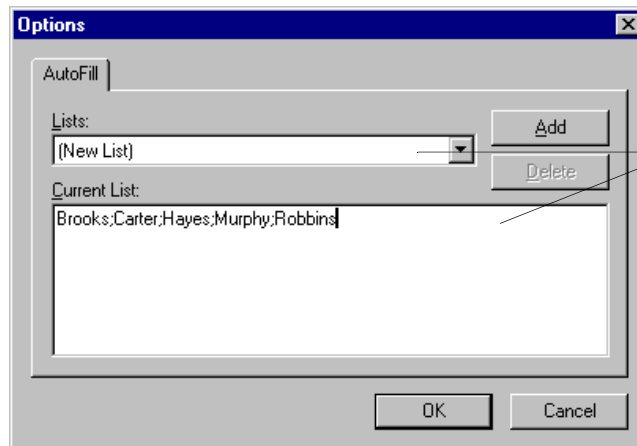 Options
AutoFill
Lists:
(New List)
Add
Delete
Current List:
Brooks;Carter;Hayes;Murphy;Robbins
OK
Cancel